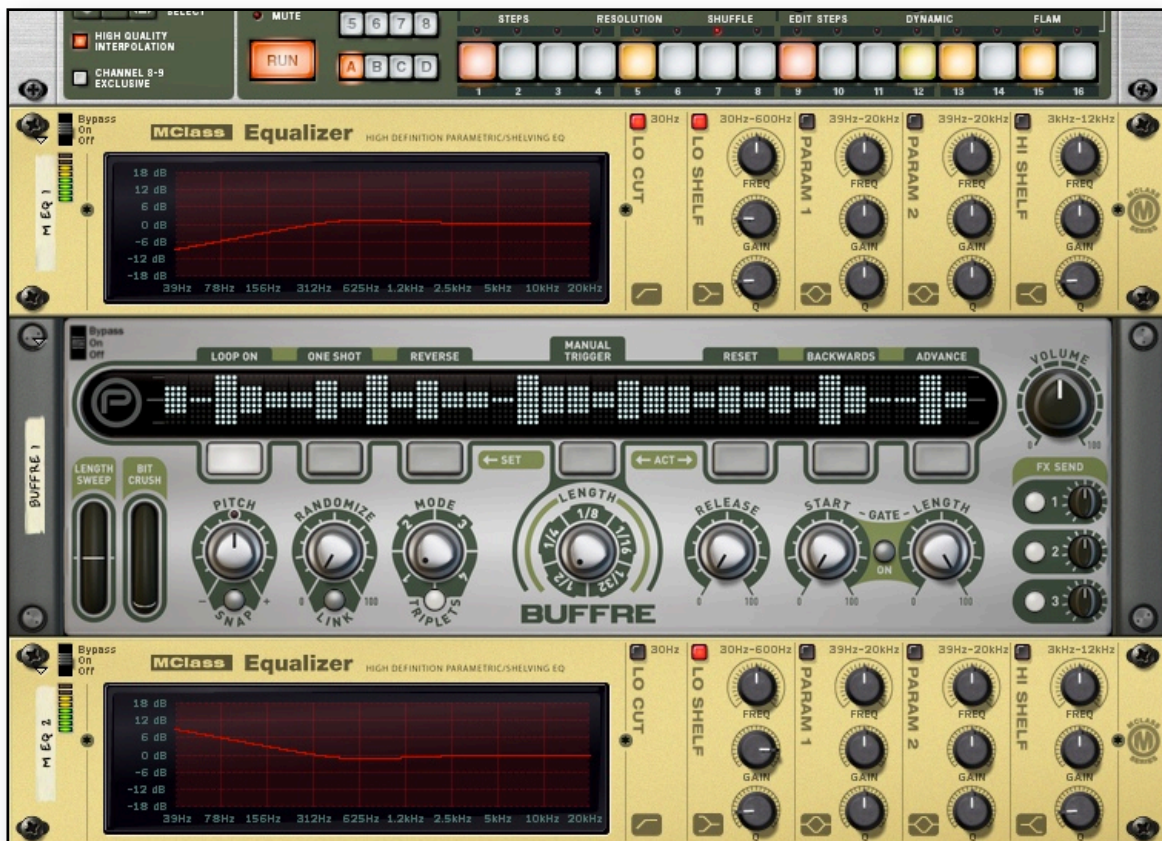 SELECT
MUTE
HIGH QUALITY
INTERPOLATION
CHANNEL 8-9
EXCLUSIVE
RUN
5 6 7 8
A B C D
STEPS RESOLUTION SHUFFLE EDIT STEPS DYNAMIC FLAM
1 2 3 4 5 6 7 8 9 10 11 12 13 14 15 16
Bypass
On
Off
M EQ 1
MClass Equalizer HIGH DEFINITION PARAMETRIC/SHELVING EQ
18 dB
12 dB
6 dB
0 dB
-6 dB
-12 dB
-18 dB
39Hz 78Hz 156Hz 312Hz 625Hz 1.2kHz 2.5kHz 5kHz 10kHz 20kHz
30Hz 30Hz-600Hz 39Hz-20kHz 39Hz-20kHz 3kHz-12kHz
LO CUT LO SHELF PARAM 1 PARAM 2 HI SHELF
FREQ FREQ FREQ FREQ
GAIN GAIN GAIN GAIN
Q Q Q Q
MCLASS
M
SERIES
BUFFRE 1
Bypass
On
Off
LOOP ON ONE SHOT REVERSE MANUAL TRIGGER RESET BACKWARDS ADVANCE
P
← SET ← ACT →
VOLUME
0 100
LENGTH SWEEP
BIT CRUSH
PITCH
- +
SNAP
RANDOMIZE
0 100
LINK
MODE
1 2 3 4
TRIPLETS
LENGTH
1/2 1/4 1/8 1/16 1/32
BUFFRE
RELEASE
0 100
START -GATE- LENGTH
ON
0 100 0 100
FX SEND
1
2
3
Bypass
On
Off
M EQ 2
MClass Equalizer HIGH DEFINITION PARAMETRIC/SHELVING EQ
18 dB
12 dB
6 dB
0 dB
-6 dB
-12 dB
-18 dB
39Hz 78Hz 156Hz 312Hz 625Hz 1.2kHz 2.5kHz 5kHz 10kHz 20kHz
30Hz 30Hz-600Hz 39Hz-20kHz 39Hz-20kHz 3kHz-12kHz
LO CUT LO SHELF PARAM 1 PARAM 2 HI SHELF
FREQ FREQ FREQ FREQ
GAIN GAIN GAIN GAIN
Q Q Q Q
MCLASS
M
SERIES